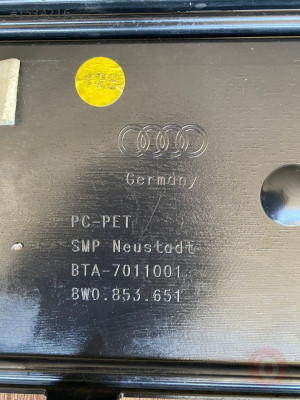 Germany
PC-PET
SMP Neustadt
BTA-7011001
8W0.853.651